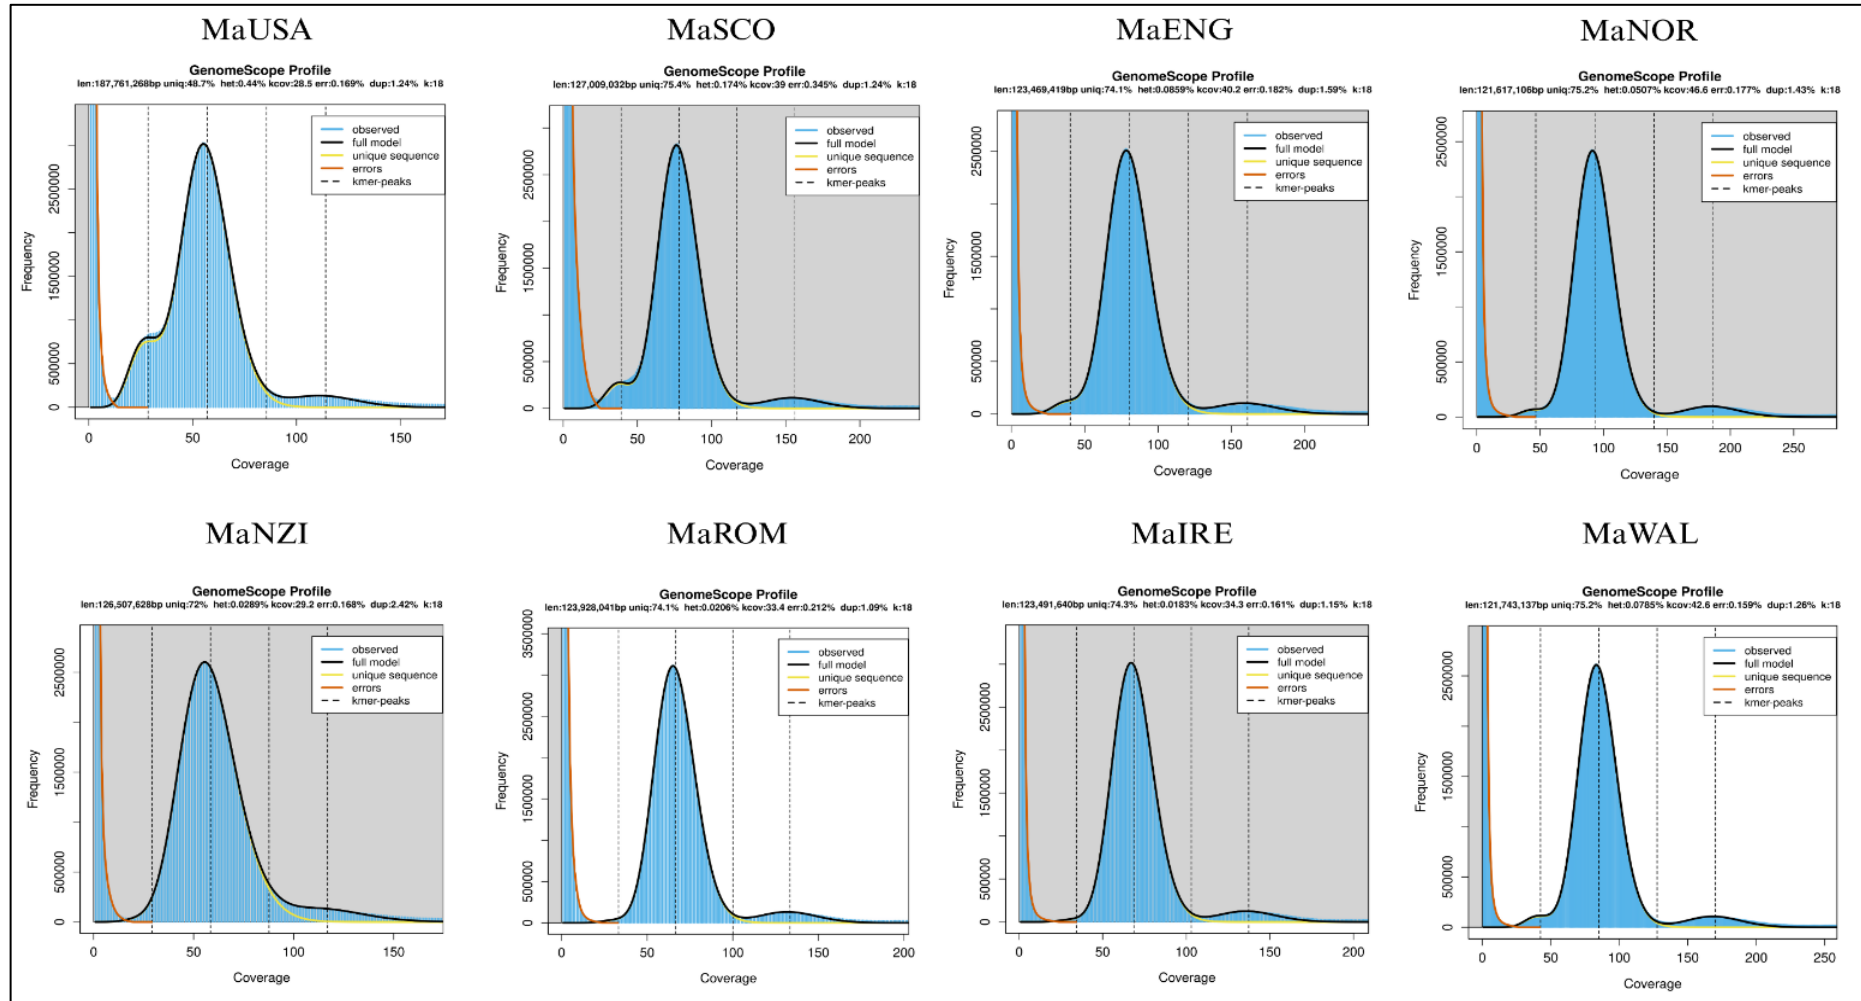 MaUSA
GenomeScope Profile
len:187,761,268bp uniq:48.7% het:0.44% kcov:28.5 err:0.169% dup:1.24% k:18
observed
full model
unique sequence
errors
kmer-peaks
Frequency
0 500000 1500000 2500000
0 50 100 150
Coverage
MaSCO
GenomeScope Profile
len:127,009,032bp uniq:75.4% het:0.174% kcov:39 err:0.345% dup:1.24% k:18
observed
full model
unique sequence
errors
kmer-peaks
Frequency
0 500000 1500000 2500000
0 50 100 150 200
Coverage
MaENG
GenomeScope Profile
len:123,469,419bp uniq:74.1% het:0.0859% kcov:40.2 err:0.182% dup:1.59% k:18
observed
full model
unique sequence
errors
kmer-peaks
Frequency
0 500000 1500000 2500000
0 50 100 150 200
Coverage
MaNOR
GenomeScope Profile
len:121,617,106bp uniq:75.2% het:0.0507% kcov:46.6 err:0.177% dup:1.43% k:18
observed
full model
unique sequence
errors
kmer-peaks
Frequency
0 500000 1500000 2500000
0 50 100 150 200 250
Coverage
MaNZI
GenomeScope Profile
len:126,507,628bp uniq:72% het:0.0289% kcov:29.2 err:0.168% dup:2.42% k:18
observed
full model
unique sequence
errors
kmer-peaks
Frequency
0 500000 1500000 2500000
0 50 100 150
Coverage
MaROM
GenomeScope Profile
len:123,928,041bp uniq:74.1% het:0.0206% kcov:33.4 err:0.212% dup:1.09% k:18
observed
full model
unique sequence
errors
kmer-peaks
Frequency
0 500000 1500000 2500000 3500000
0 50 100 150 200
Coverage
MaIRE
GenomeScope Profile
len:123,491,640bp uniq:74.3% het:0.0183% kcov:34.3 err:0.161% dup:1.15% k:18
observed
full model
unique sequence
errors
kmer-peaks
Frequency
0 500000 1500000 2500000
0 50 100 150 200
Coverage
MaWAL
GenomeScope Profile
len:121,743,137bp uniq:75.2% het:0.0785% kcov:42.6 err:0.159% dup:1.26% k:18
observed
full model
unique sequence
errors
kmer-peaks
Frequency
0 500000 1500000 2500000
0 50 100 150 200 250
Coverage